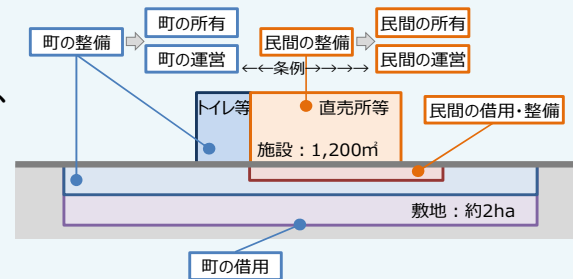 町の所有
民間の所有
町の整備
民間の整備
町の運営
←←条例→→→→
民間の運営
トイレ等
直売所等
民間の借用・整備
施設：1,200㎡
敷地：約2ha
町の借用